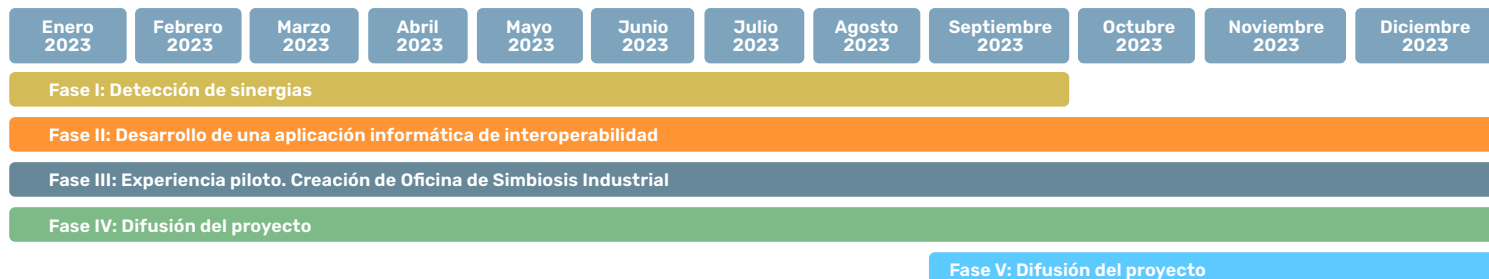 Enero 2023
Febrero 2023
Marzo 2023
Abril 2023
Mayo 2023
Junio 2023
Julio 2023
Agosto 2023
Septiembre 2023
Octubre 2023
Noviembre 2023
Diciembre 2023
Fase I: Detección de sinergias
Fase II: Desarrollo de una aplicación informática de interoperabilidad
Fase III: Experiencia piloto. Creación de Oficina de Simbiosis Industrial
Fase IV: Difusión del proyecto
Fase V: Difusión del proyecto